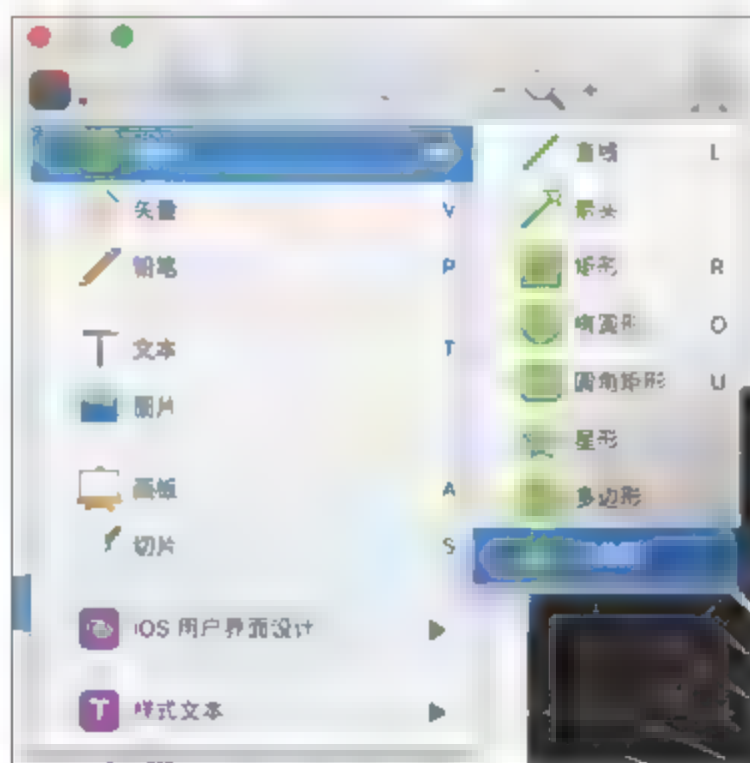 矢量 V
铅笔 P
文本 T
图片
画板 A
切片 S
iOS 用户界面设计
样式文本
直线 L
箭头
矩形 R
椭圆形 O
圆角矩形 U
星形
多边形